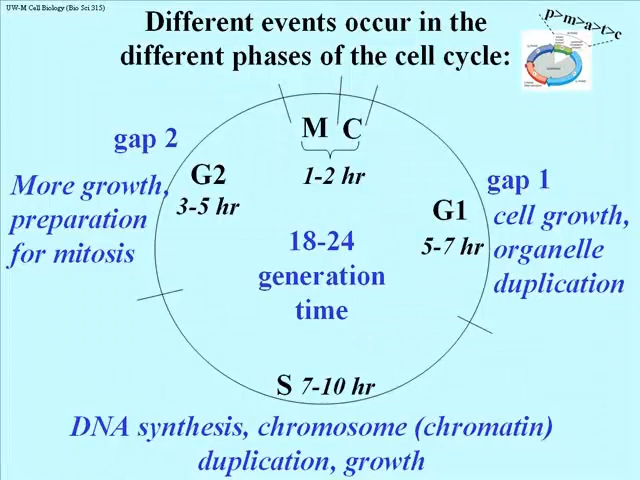 UW-M Cell Biology (Bio Sci 315)
Different events occur in the
different phases of the cell cycle:
p>m>a>t>c
gap 2
M C
1-2 hr
More growth,
preparation
for mitosis
G2
3-5 hr
gap 1
G1
5-7 hr
cell growth,
organelle
duplication
18-24
generation
time
S 7-10 hr
DNA synthesis, chromosome (chromatin)
duplication, growth